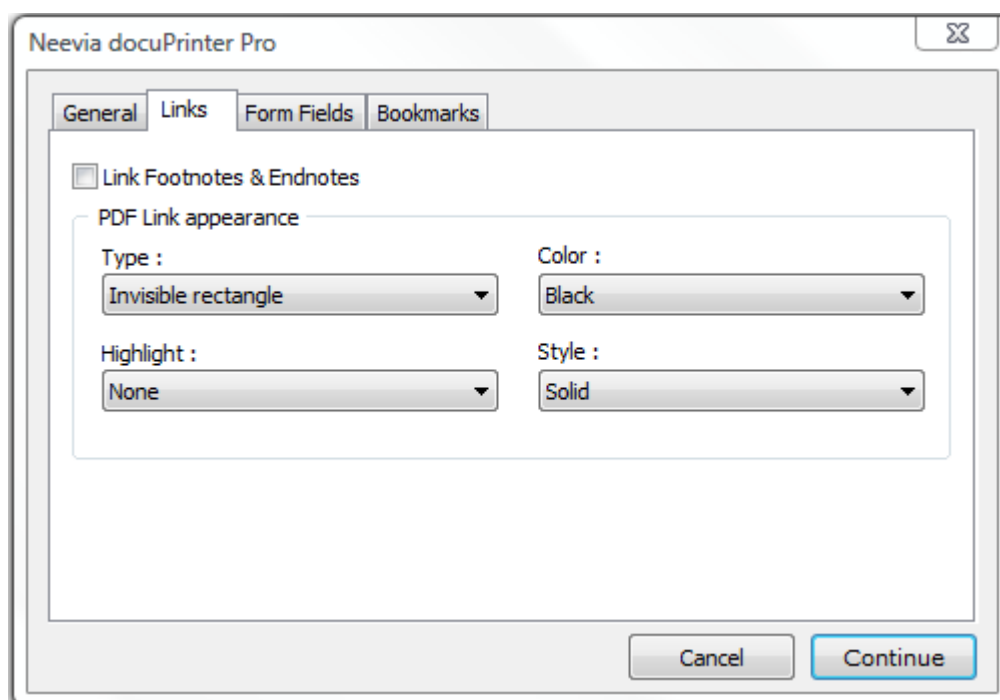 Neevia docuPrinter Pro
General Links Form Fields Bookmarks
Link Footnotes & Endnotes
PDF Link appearance
Type : Color :
Invisible rectangle Black
Highlight : Style :
None Solid
Cancel Continue